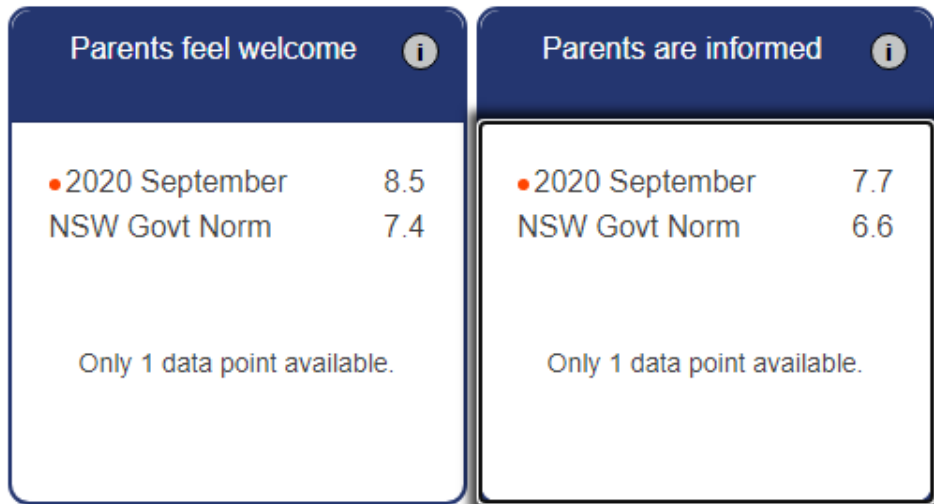 Parents feel welcome i
• 2020 September 8.5
NSW Govt Norm 7.4
Only 1 data point available.
Parents are informed i
• 2020 September 7.7
NSW Govt Norm 6.6
Only 1 data point available.